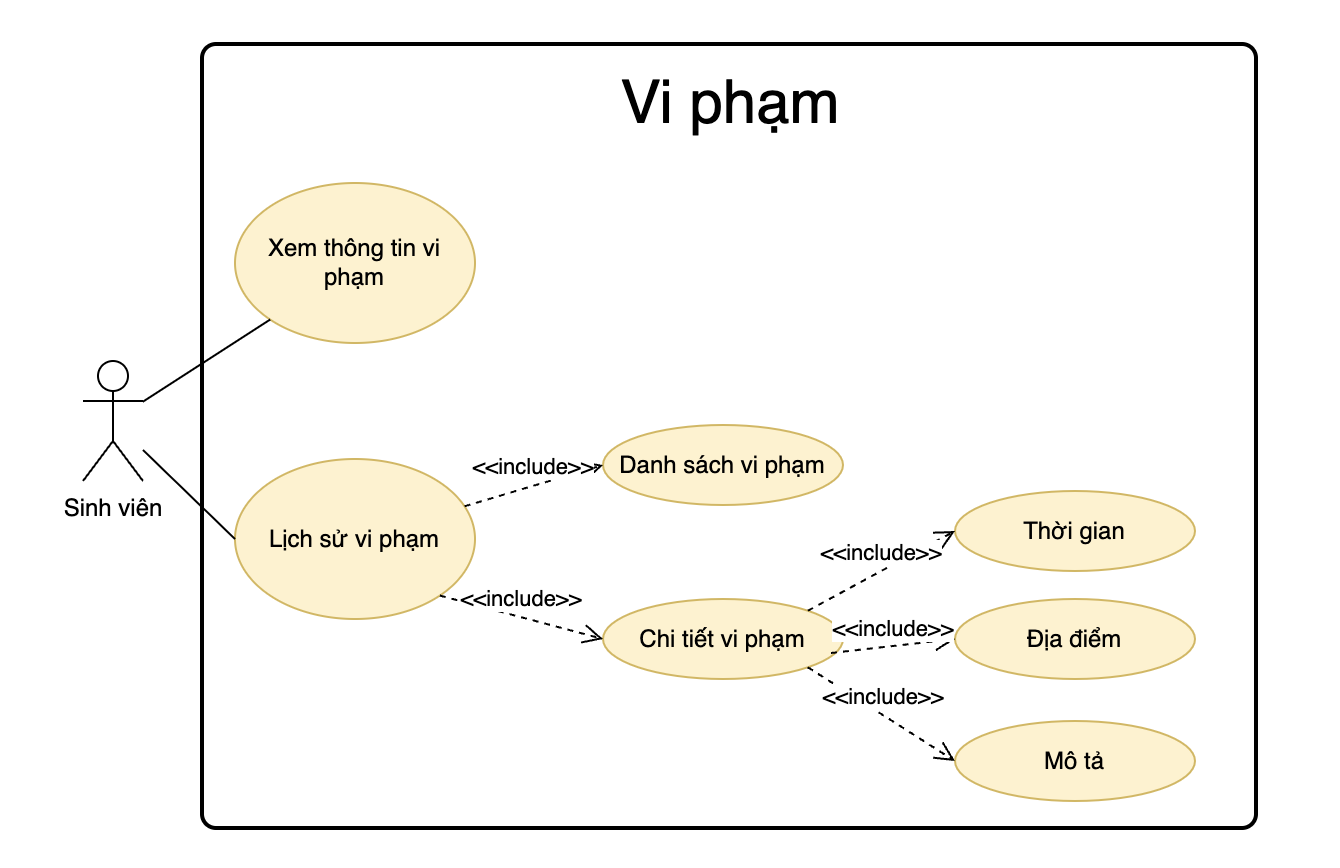 Vi phạm
Xem thông tin vi
phạm
Sinh viên
Lịch sử vi phạm
<<include>>
Danh sách vi phạm
<<include>>
Chi tiết vi phạm
<<include>>
Thời gian
<<include>>
Địa điểm
<<include>>
Mô tả